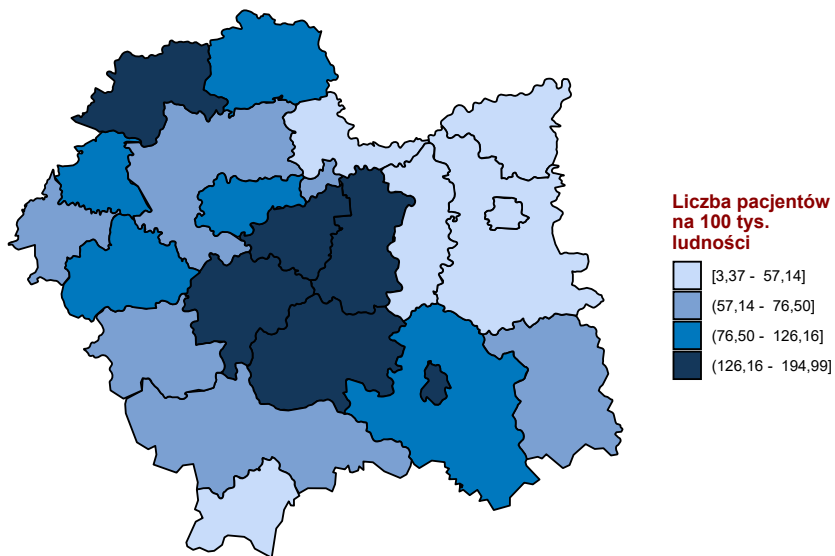 Liczba pacjentów
na 100 tys.
ludności
[3,37 - 57,14]
(57,14 - 76,50]
(76,50 - 126,16]
(126,16 - 194,99]